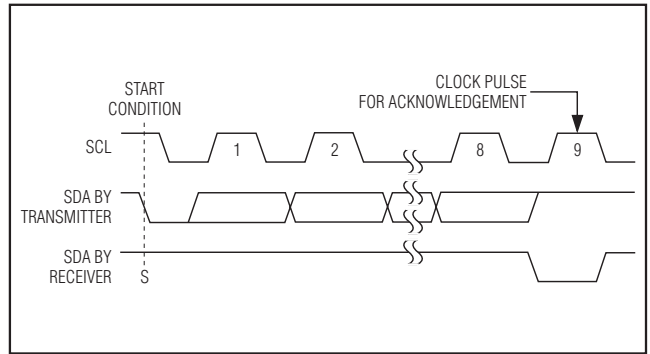 START
CONDITION
CLOCK PULSE
FOR ACKNOWLEDGEMENT
SCL
1
2
8
9
SDA BY
TRANSMITTER
SDA BY
RECEIVER
S